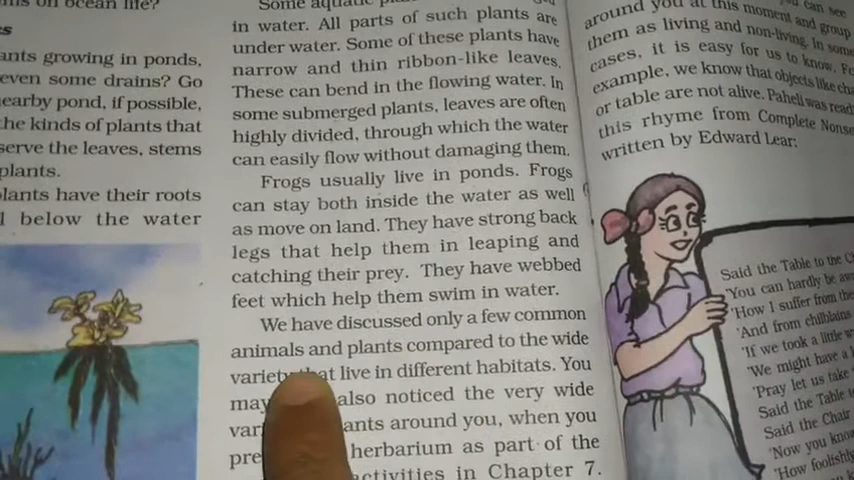 on ocean life?
growing in ponds,
even some drains? Go
nearby pond, if possible,
the kinds of plants that
serve the leaves, stems
plants.
plants have their roots
below the water
Some aquatic
in water. All parts of such plants are
under water. Some of these plants have
narrow and thin ribbon-like leaves.
These can bend in the flowing water. In
some submerged plants, leaves are often
highly divided, through which the water
can easily flow without damaging them.
Frogs usually live in ponds. Frogs
can stay both inside the water as well
as move on land. They have strong back
legs that help them in leaping and
catching their prey. They have webbed
feet which help them swim in water.
We have discussed only a few common
animals and plants compared to the wide
variety that live in different habitats. You
may also noticed the very wide
around you, when you
herbarium as part of the
activities in Chapter 7.
can see
around you at this moment and group
them as living and non-living. In some
cases, it is easy for us to know.
example, we know that objects like
or table are not alive. Paheli was
this rhyme from Complete
written by Edward Lear:
Said the Table to the
'You can hardly be
'How I suffer from the
'And from chilblains
'If we took a little
'We might have a
'Pray let us take
Said the Table
Said the Chair
'Now you know
'How foolishly